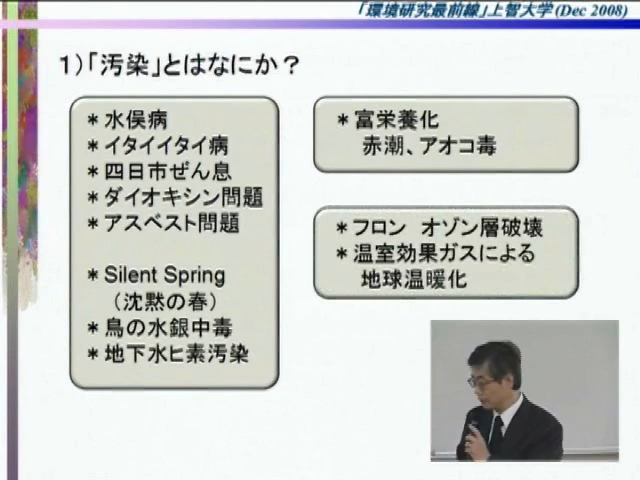 「環境研究最前線」上智大学(Dec 2008)
1)「汚染」とはなにか？
＊水俣病
＊イタイイタイ病
＊四日市ぜん息
＊ダイオキシン問題
＊アスベスト問題
＊Silent Spring
（沈黙の春）
＊鳥の水銀中毒
＊地下水ヒ素汚染
＊富栄養化
赤潮、アオコ毒
＊フロン　オゾン層破壊
＊温室効果ガスによる
地球温暖化